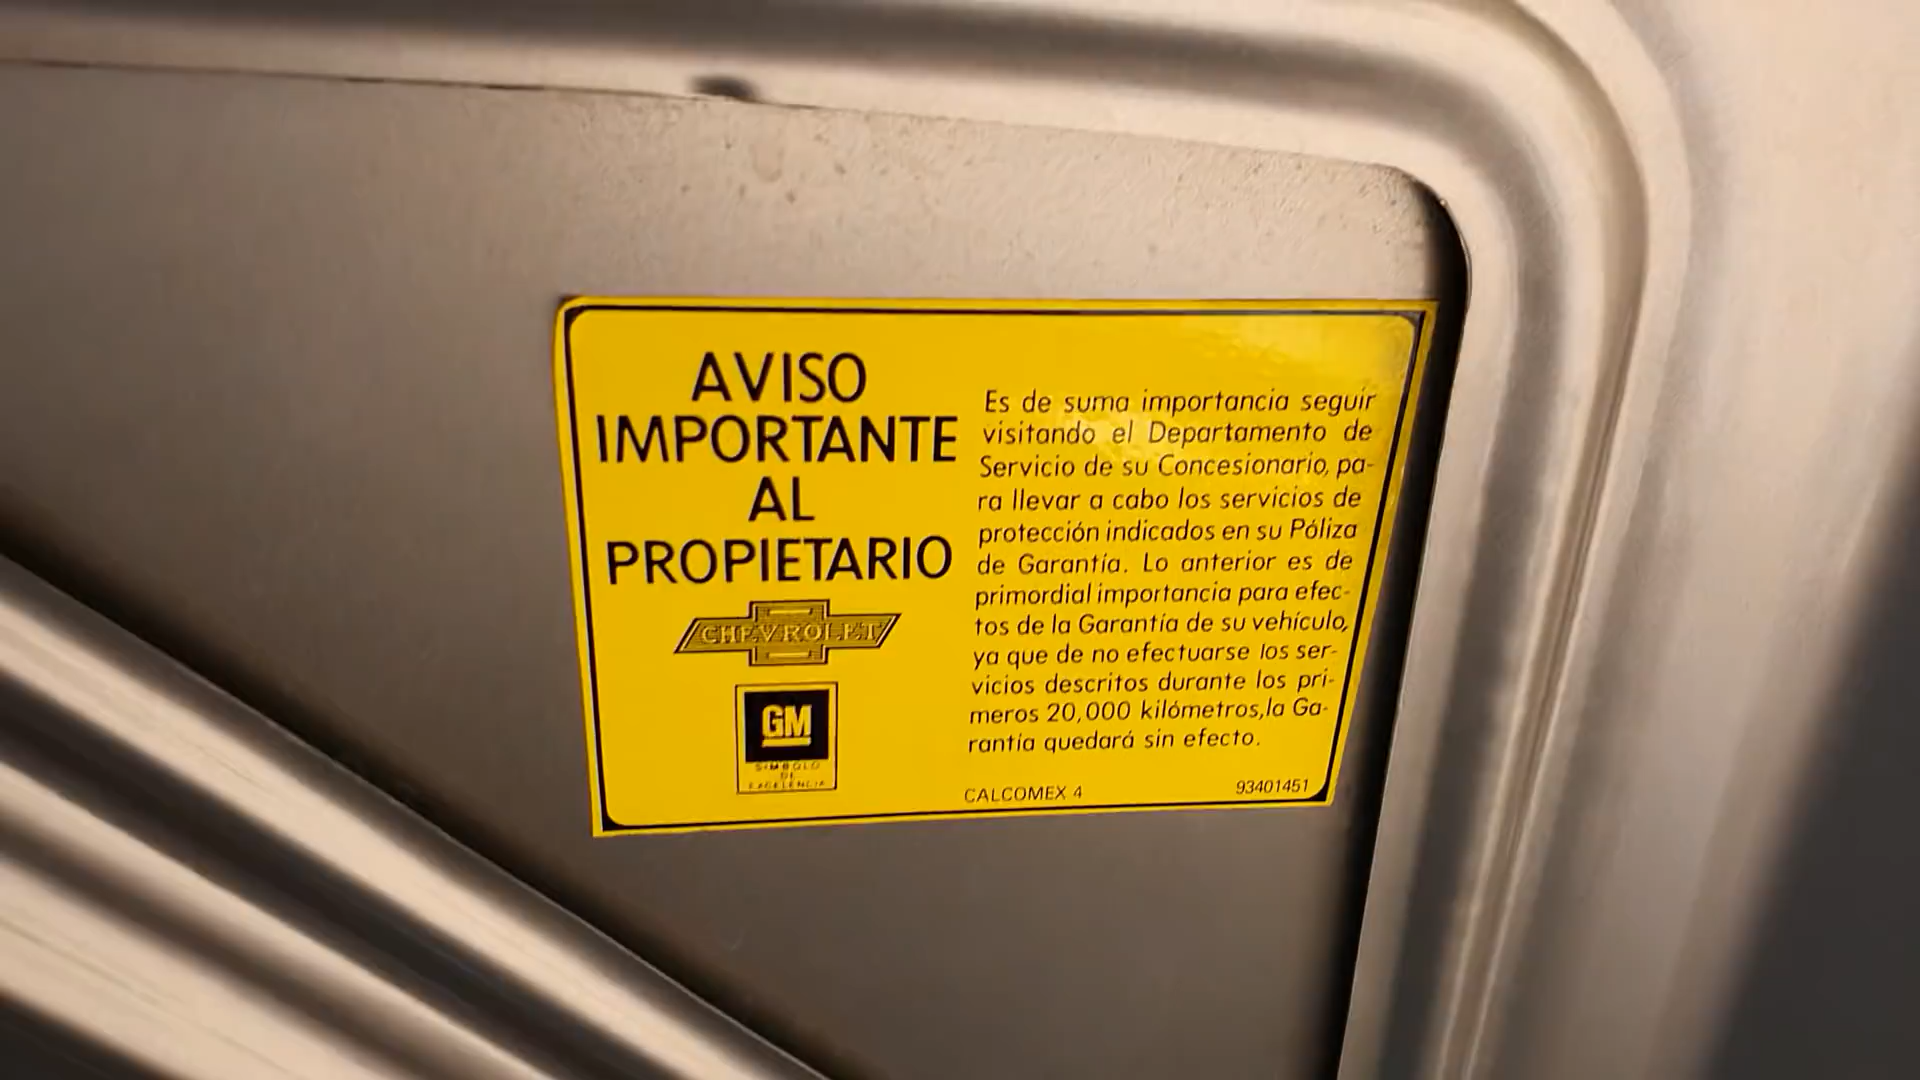 AVISO
IMPORTANTE
AL
PROPIETARIO
CHEVROLET
GM
SIMBOLO
DE
EXCELENCIA
Es de suma importancia seguir
visitando el Departamento de
Servicio de su Concesionario, pa-
ra llevar a cabo los servicios de
protección indicados en su Póliza
de Garantía. Lo anterior es de
primordial importancia para efec-
tos de la Garantía de su vehículo,
ya que de no efectuarse los ser-
vicios descritos durante los pri-
meros 20,000 kilómetros,la Ga-
rantía quedará sin efecto.
CALCOMEX 4
93401451